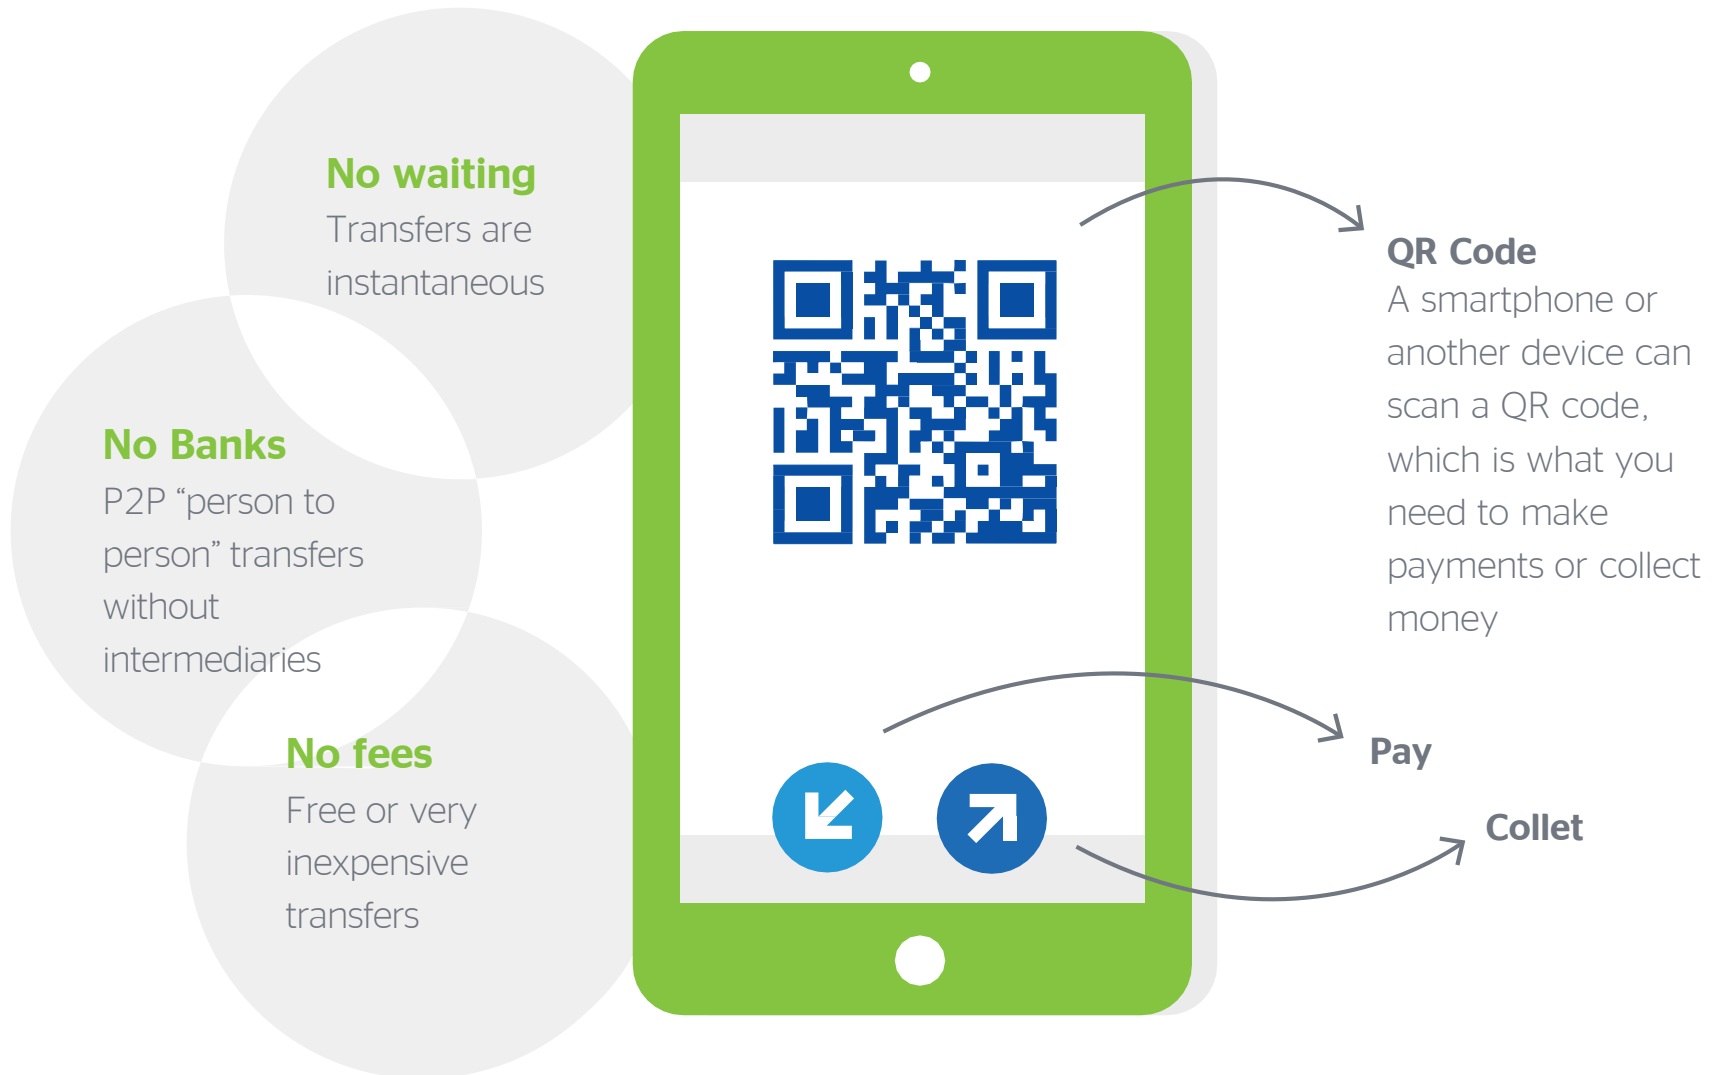 No waiting
Transfers are
instantaneous
No Banks
P2P “person to
person” transfers
without
intermediaries
No fees
Free or very
inexpensive
transfers
QR Code
A smartphone or
another device can
scan a QR code,
which is what you
need to make
payments or collect
money
Pay
Collet